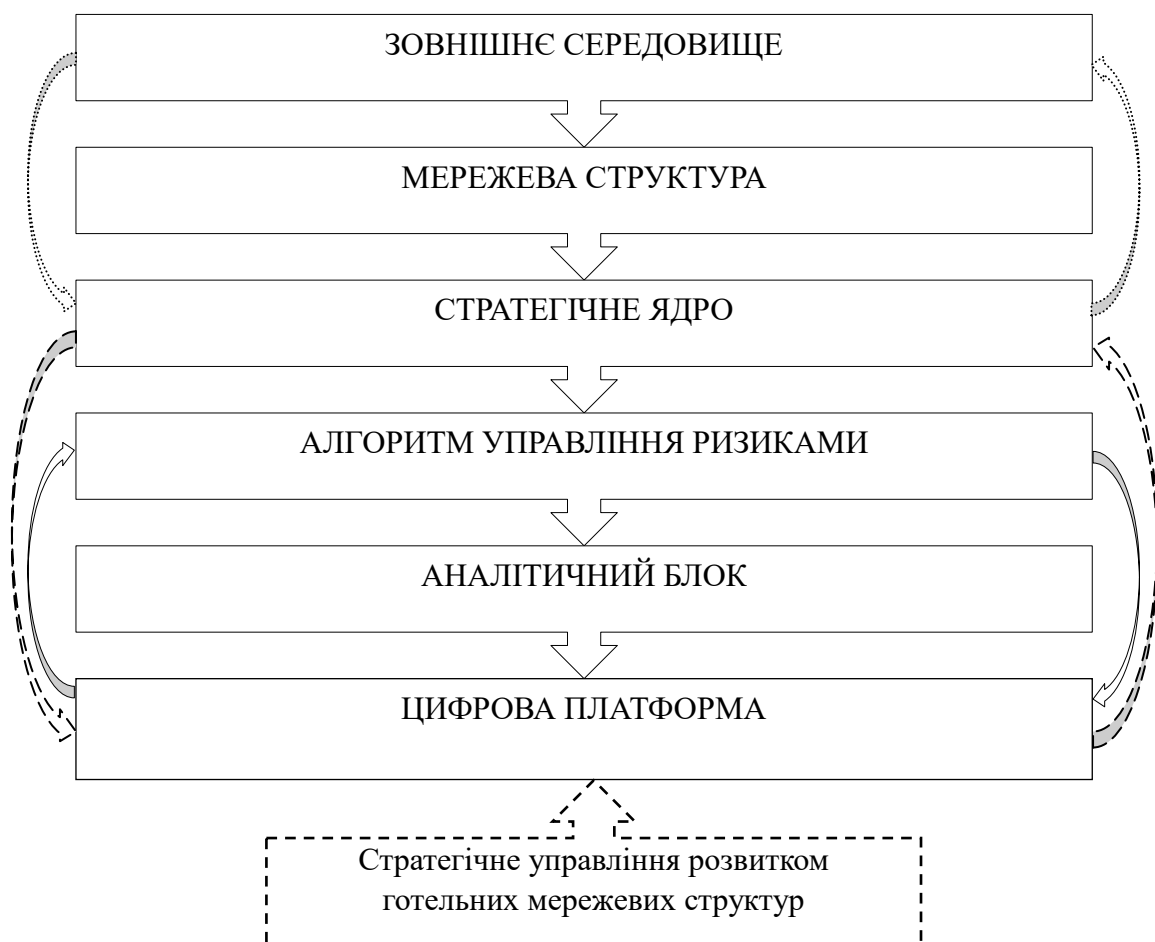 ЗОВНІШНЄ СЕРЕДОВИЩЕ
МЕРЕЖЕВА СТРУКТУРА
СТРАТЕГІЧНЕ ЯДРО
АЛГОРИТМ УПРАВЛІННЯ РИЗИКАМИ
АНАЛІТИЧНИЙ БЛОК
ЦИФРОВА ПЛАТФОРМА
Стратегічне управління розвитком
готельних мережевих структур